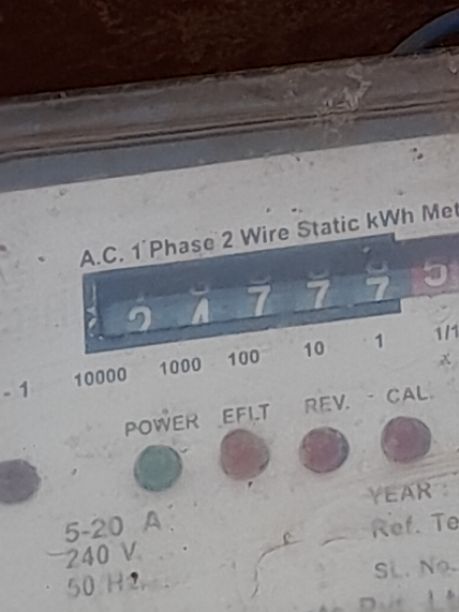 A.C. 1 Phase 2 Wire Static kWh Met
2 4 7 7 7 5
- 1 10000 1000 100 10 1 1/1
x
POWER EFLT REV. CAL.
5-20 A
240 V
50 Hz
YEAR :
Ref. Te
SL. No.